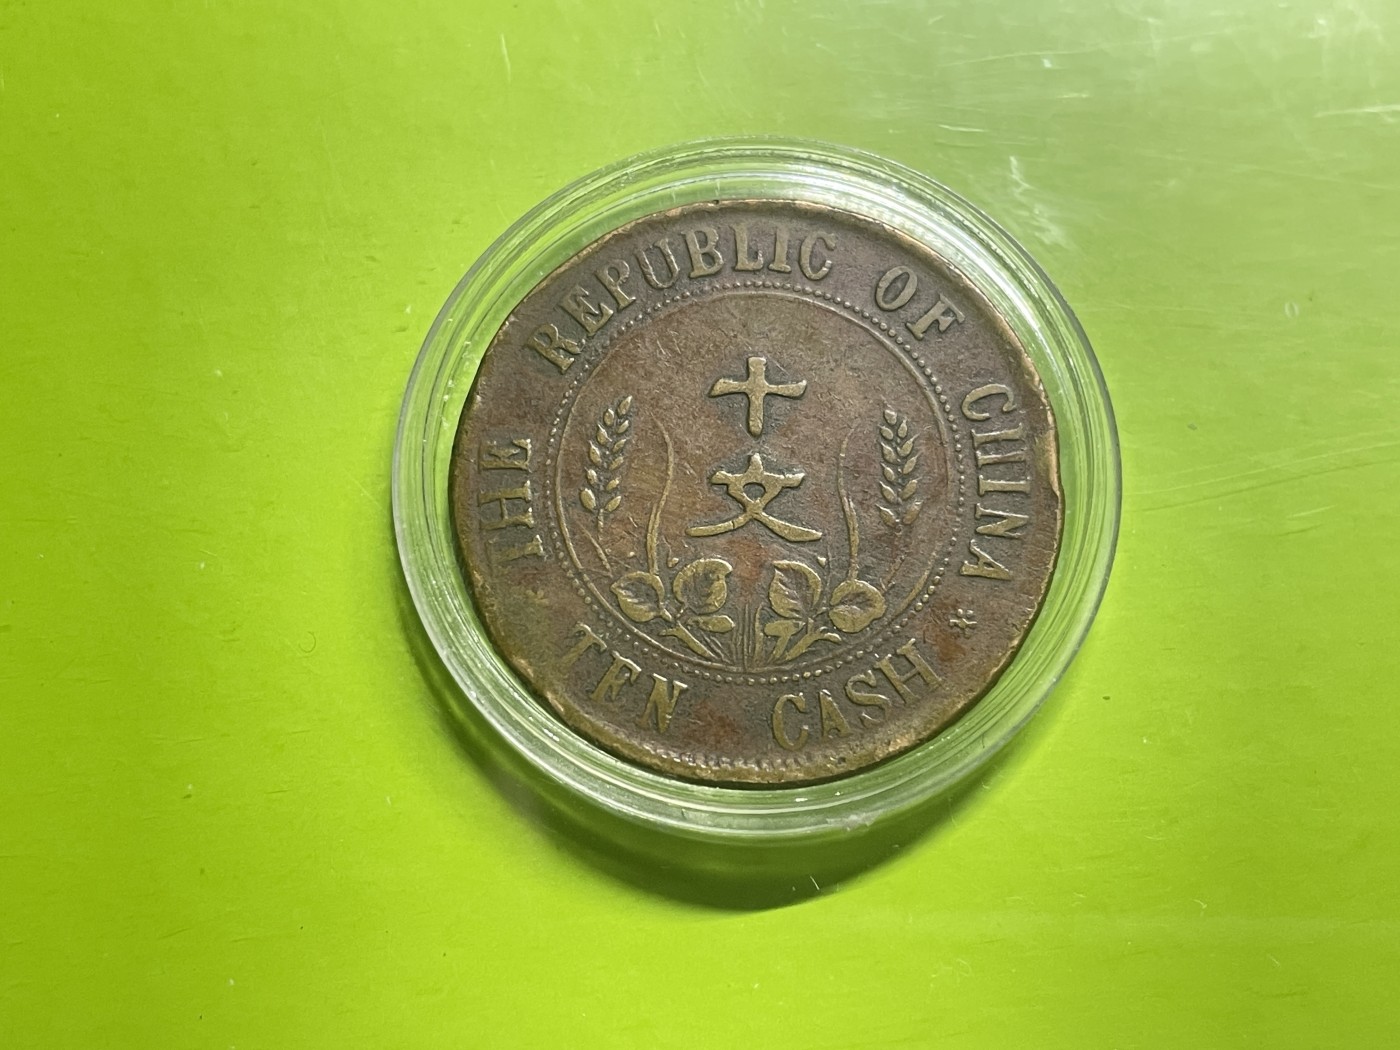 THE REPUBLIC OF CHINA
十
文
TEN CASH